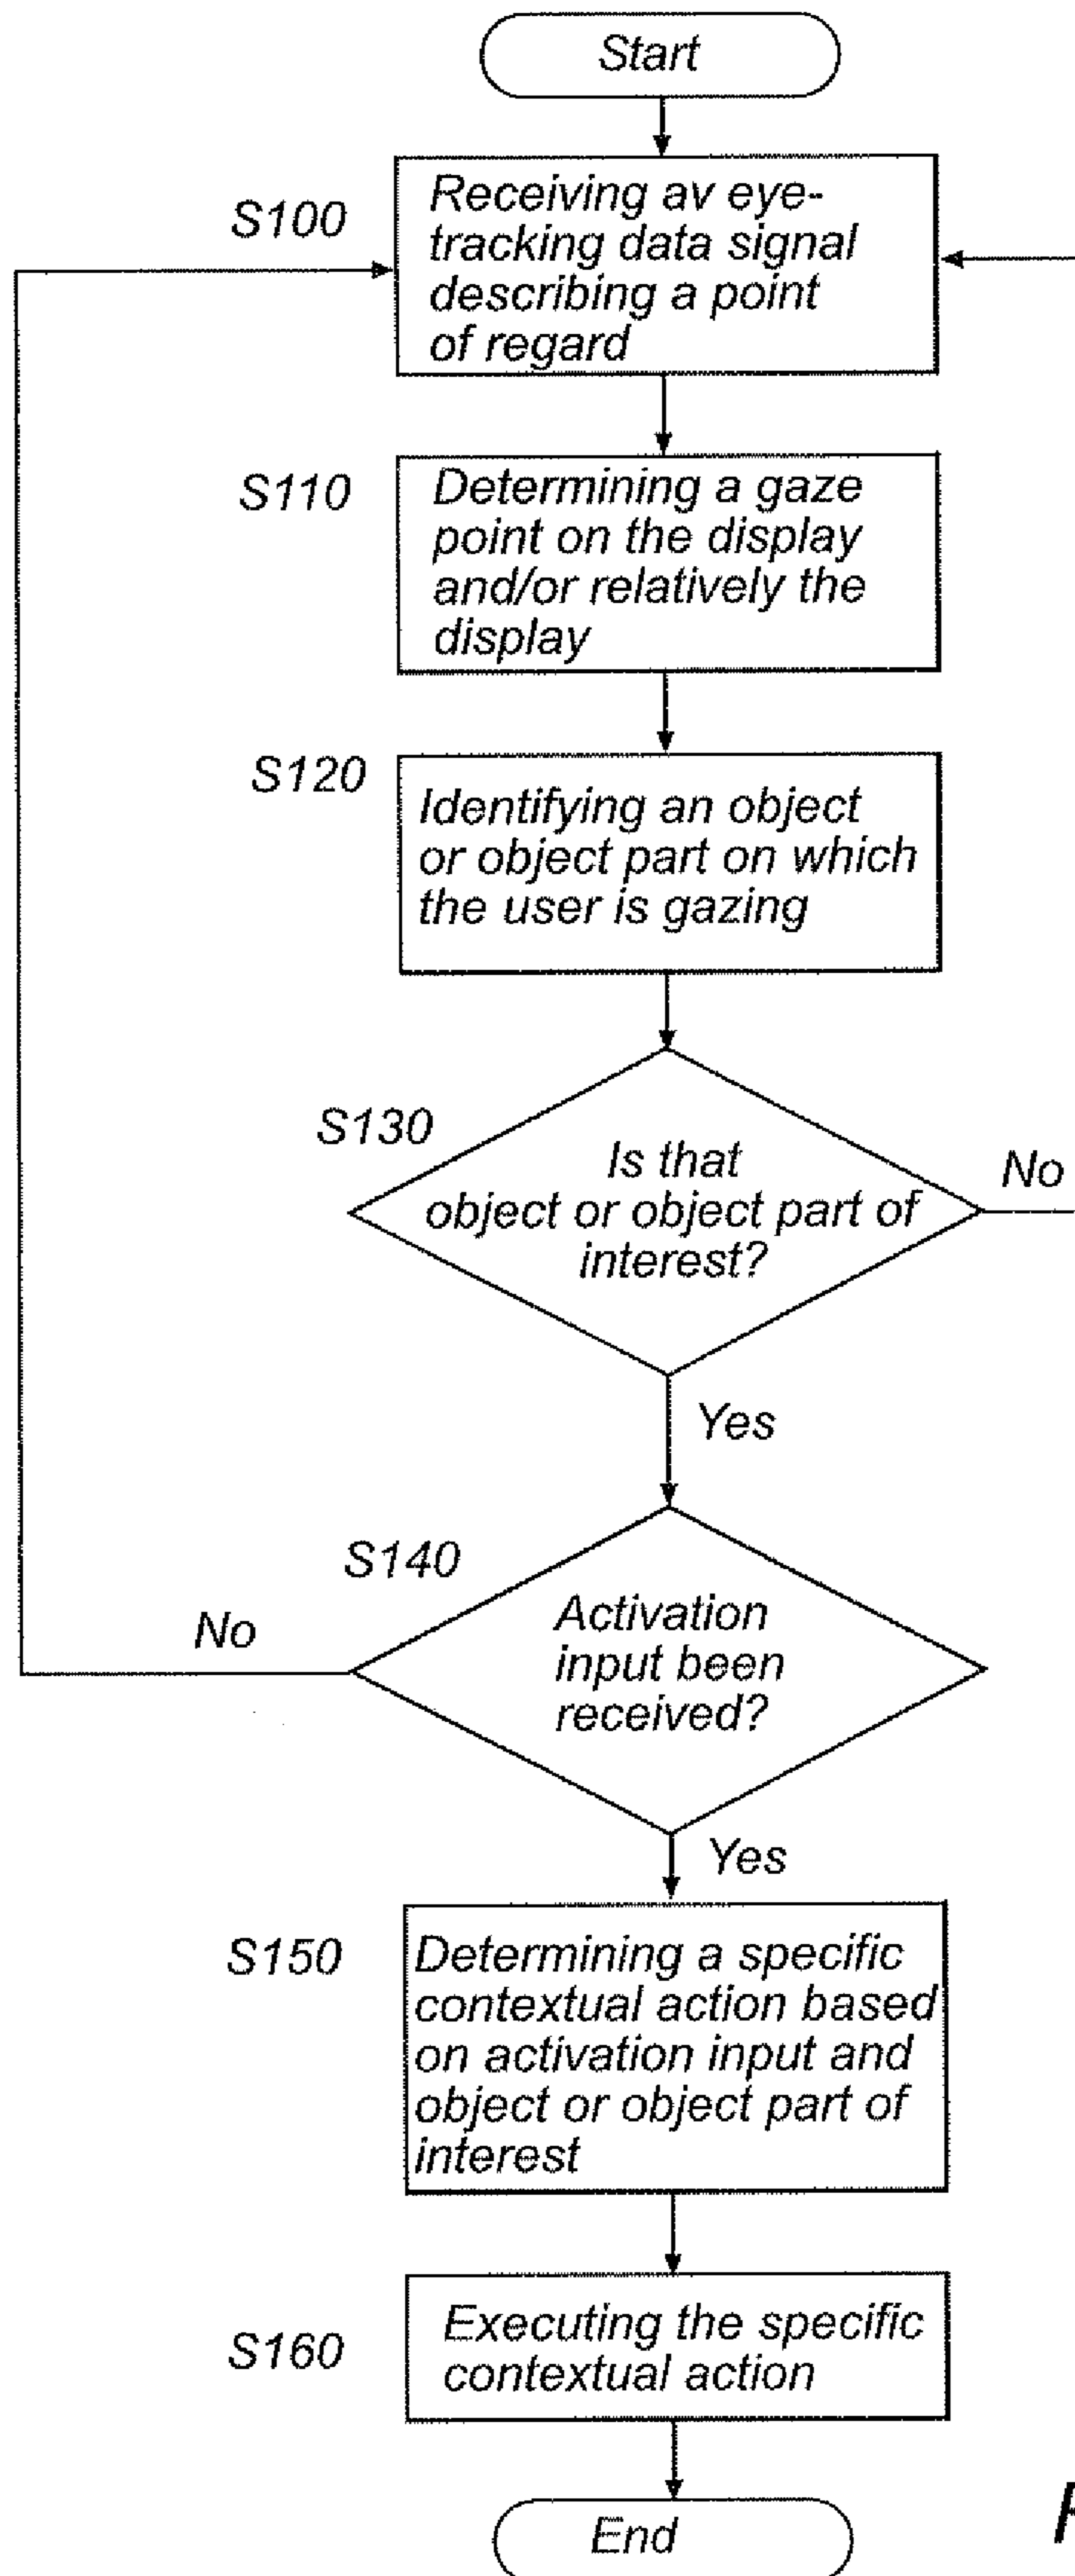 Start
S100
Receiving av eye-
tracking data signal
describing a point
of regard
S110
Determining a gaze
point on the display
and/or relatively the
display
S120
Identifying an object
or object part on which
the user is gazing
S130
Is that
object or object part of
interest?
No
Yes
S140
Activation
input been
received?
No
Yes
S150
Determining a specific
contextual action based
on activation input and
object or object part of
interest
S160
Executing the specific
contextual action
End